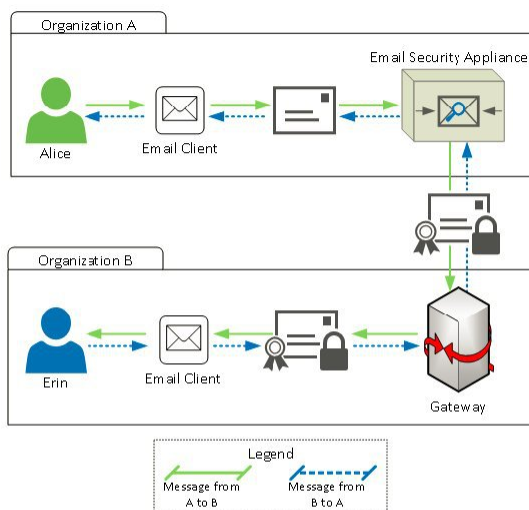 Organization A
Email Security Appliance
Alice
Email Client
Organization B
Erin
Email Client
Gateway
Legend
Message from
A to B
Message from
B to A